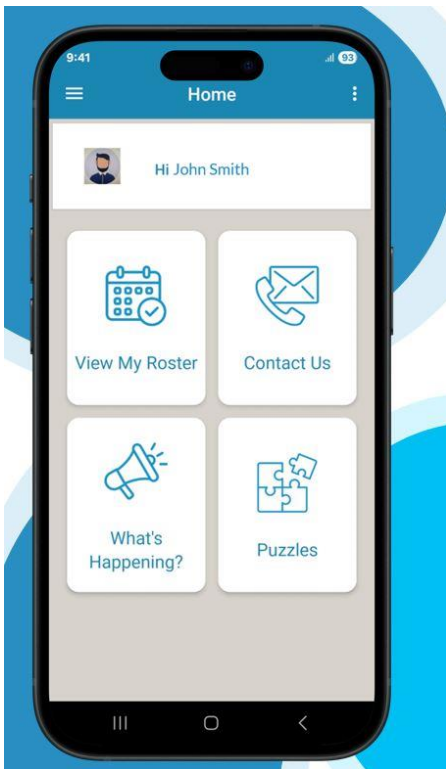 9:41
93
Home
Hi John Smith
View My Roster
Contact Us
What's
Happening?
Puzzles